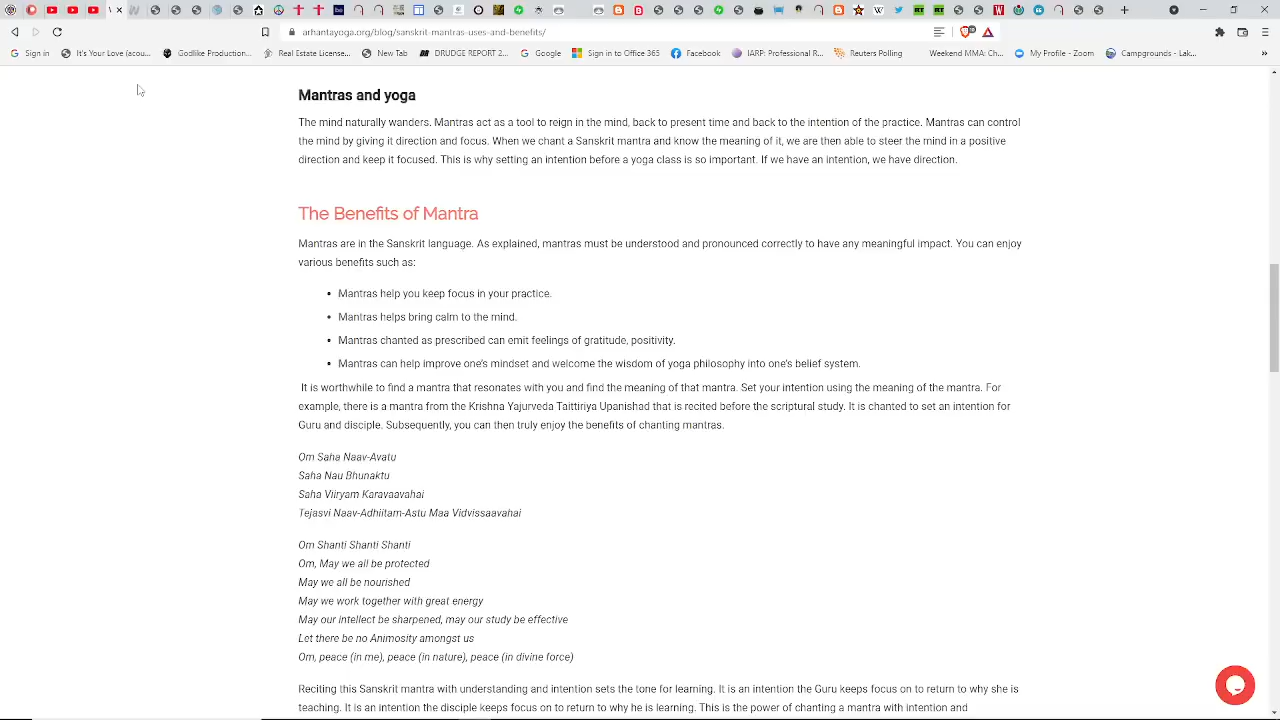 arhantayoga.org/blog/sanskrit-mantras-uses-and-benefits/
Sign in
It's Your Love (acou...
Godlike Production...
Real Estate License...
New Tab
DRUDGE REPORT 2...
Google
Sign in to Office 365
Facebook
IARP: Professional R...
Reuters Polling
Weekend MMA: Ch...
My Profile - Zoom
Campgrounds - Lak...
Mantras and yoga
The mind naturally wanders. Mantras act as a tool to reign in the mind, back to present time and back to the intention of the practice. Mantras can control
the mind by giving it direction and focus. When we chant a Sanskrit mantra and know the meaning of it, we are then able to steer the mind in a positive
direction and keep it focused. This is why setting an intention before a yoga class is so important. If we have an intention, we have direction.
The Benefits of Mantra
Mantras are in the Sanskrit language. As explained, mantras must be understood and pronounced correctly to have any meaningful impact. You can enjoy
various benefits such as:
• Mantras help you keep focus in your practice.
• Mantras helps bring calm to the mind.
• Mantras chanted as prescribed can emit feelings of gratitude, positivity.
• Mantras can help improve one's mindset and welcome the wisdom of yoga philosophy into one's belief system.
It is worthwhile to find a mantra that resonates with you and find the meaning of that mantra. Set your intention using the meaning of the mantra. For
example, there is a mantra from the Krishna Yajurveda Taittiriya Upanishad that is recited before the scriptural study. It is chanted to set an intention for
Guru and disciple. Subsequently, you can then truly enjoy the benefits of chanting mantras.
Om Saha Naav-Avatu
Saha Nau Bhunaktu
Saha Viiryam Karavaavahai
Tejasvi Naav-Adhiitam-Astu Maa Vidvissaavahai
Om Shanti Shanti Shanti
Om, May we all be protected
May we all be nourished
May we work together with great energy
May our intellect be sharpened, may our study be effective
Let there be no Animosity amongst us
Om, peace (in me), peace (in nature), peace (in divine force)
Reciting this Sanskrit mantra with understanding and intention sets the tone for learning. It is an intention the Guru keeps focus on to return to why she is
teaching. It is an intention the disciple keeps focus on to return to why he is learning. This is the power of chanting a mantra with intention and